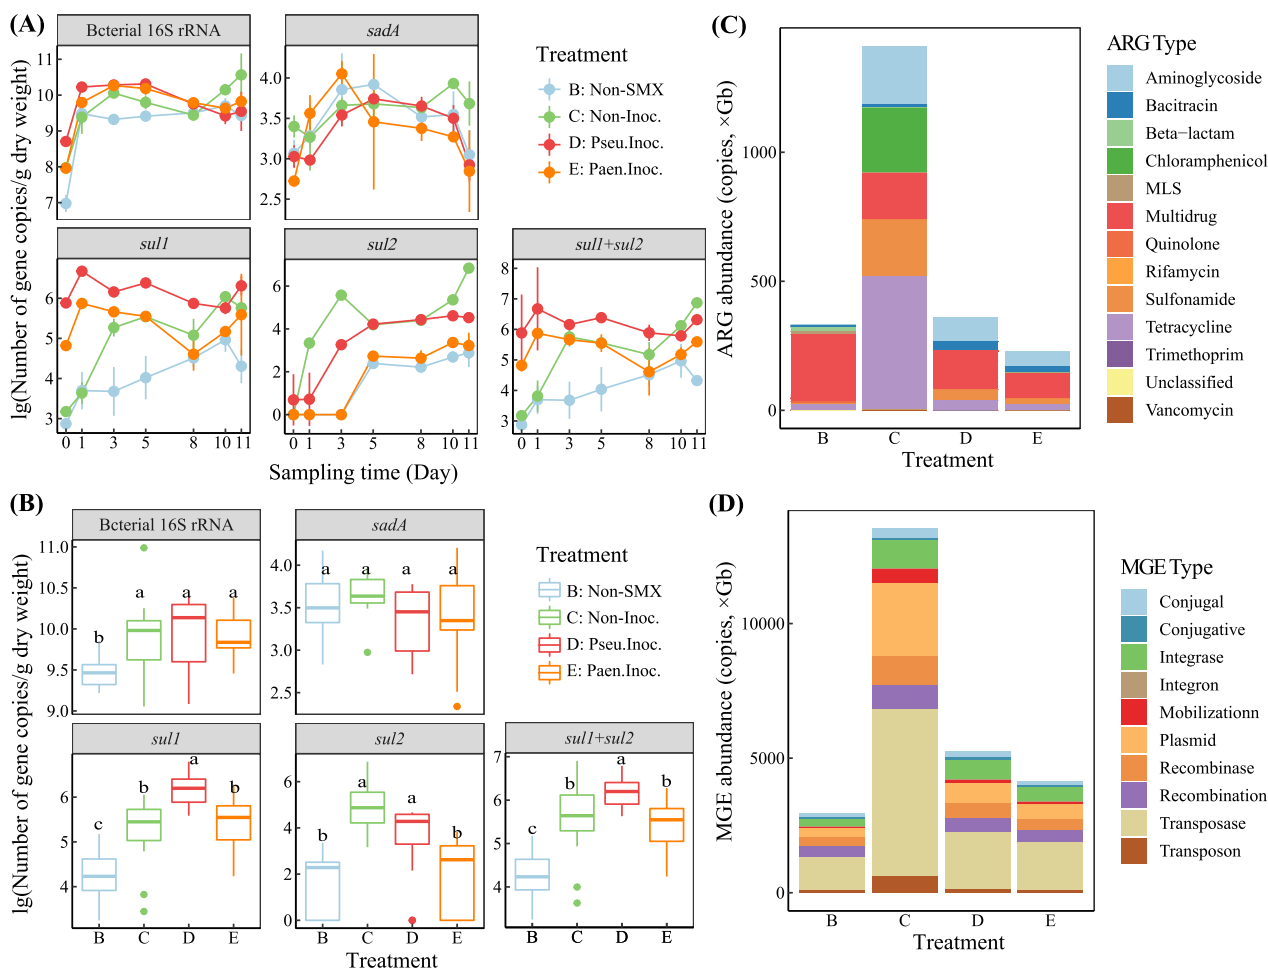 (A)
Bcterial 16S rRNA
sadA
Treatment
B: Non-SMX
C: Non-Inoc.
D: Pseu.Inoc.
E: Paen.Inoc.
lg(Number of gene copies/g dry weight)
11
10
9
8
7
4.0
3.5
3.0
2.5
sul1
sul2
sul1+sul2
6
5
4
3
6
4
2
0
8
7
6
5
4
3
0 1 3 5 8 10 11
0 1 3 5 8 10 11
0 1 3 5 8 10 11
Sampling time (Day)
(B)
Bcterial 16S rRNA
sadA
Treatment
B: Non-SMX
C: Non-Inoc.
D: Pseu.Inoc.
E: Paen.Inoc.
lg(Number of gene copies/g dry weight)
11.0
10.5
10.0
9.5
9.0
b a a a
4.0
3.5
3.0
2.5
a a a a
sul1
sul2
sul1+sul2
6
5
4
c b a b
6
4
2
0
b a a b
7
6
5
4
c b a b
B C D E
B C D E
B C D E
Treatment
(C)
ARG abundance (copies, ×Gb)
1000
500
0
B C D E
Treatment
ARG Type
Aminoglycoside
Bacitracin
Beta−lactam
Chloramphenicol
MLS
Multidrug
Quinolone
Rifamycin
Sulfonamide
Tetracycline
Trimethoprim
Unclassified
Vancomycin
(D)
MGE abundance (copies, ×Gb)
10000
5000
0
B C D E
Treatment
MGE Type
Conjugal
Conjugative
Integrase
Integron
Mobilizationn
Plasmid
Recombinase
Recombination
Transposase
Transposon